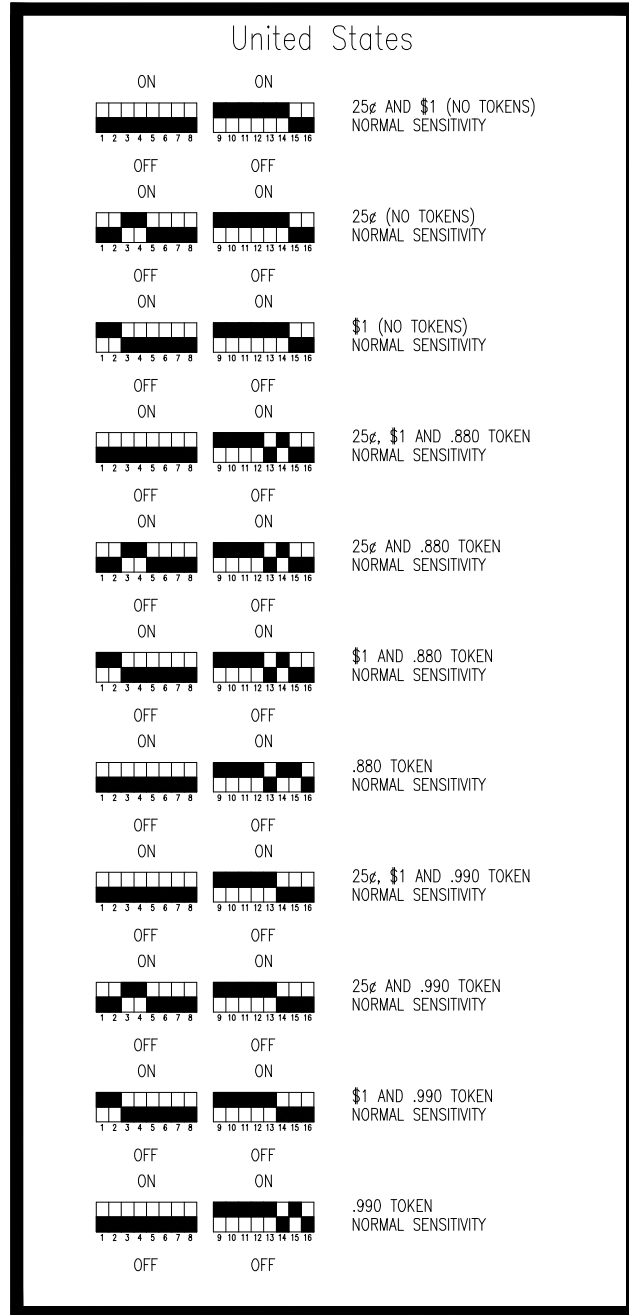 United States
ON ON
25¢ AND $1 (NO TOKENS)
NORMAL SENSITIVITY
1 2 3 4 5 6 7 8 9 10 11 12 13 14 15 16
OFF OFF
ON ON
25¢ (NO TOKENS)
NORMAL SENSITIVITY
1 2 3 4 5 6 7 8 9 10 11 12 13 14 15 16
OFF OFF
ON ON
$1 (NO TOKENS)
NORMAL SENSITIVITY
1 2 3 4 5 6 7 8 9 10 11 12 13 14 15 16
OFF OFF
ON ON
25¢, $1 AND .880 TOKEN
NORMAL SENSITIVITY
1 2 3 4 5 6 7 8 9 10 11 12 13 14 15 16
OFF OFF
ON ON
25¢ AND .880 TOKEN
NORMAL SENSITIVITY
1 2 3 4 5 6 7 8 9 10 11 12 13 14 15 16
OFF OFF
ON ON
$1 AND .880 TOKEN
NORMAL SENSITIVITY
1 2 3 4 5 6 7 8 9 10 11 12 13 14 15 16
OFF OFF
ON ON
.880 TOKEN
NORMAL SENSITIVITY
1 2 3 4 5 6 7 8 9 10 11 12 13 14 15 16
OFF OFF
ON ON
25¢, $1 AND .990 TOKEN
NORMAL SENSITIVITY
1 2 3 4 5 6 7 8 9 10 11 12 13 14 15 16
OFF OFF
ON ON
25¢ AND .990 TOKEN
NORMAL SENSITIVITY
1 2 3 4 5 6 7 8 9 10 11 12 13 14 15 16
OFF OFF
ON ON
$1 AND .990 TOKEN
NORMAL SENSITIVITY
1 2 3 4 5 6 7 8 9 10 11 12 13 14 15 16
OFF OFF
ON ON
.990 TOKEN
NORMAL SENSITIVITY
1 2 3 4 5 6 7 8 9 10 11 12 13 14 15 16
OFF OFF